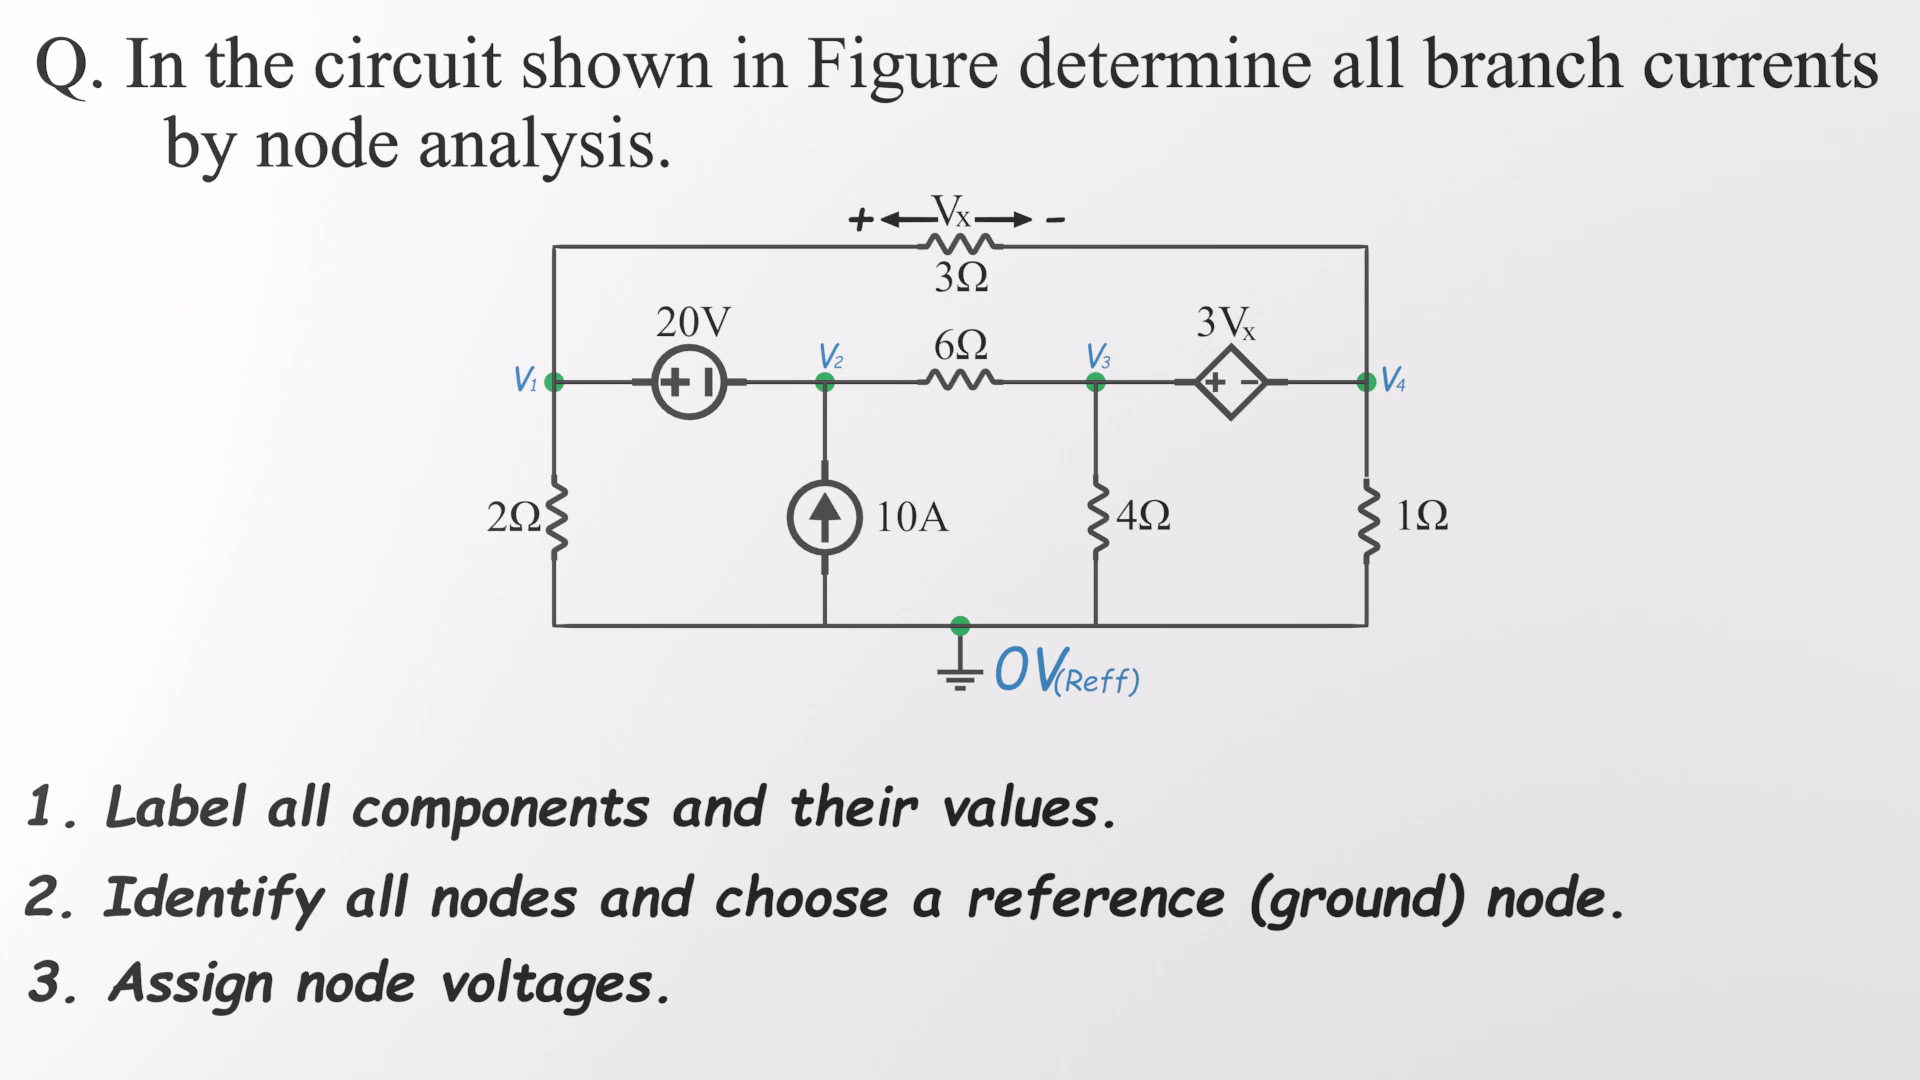 Q. In the circuit shown in Figure determine all branch currents
by node analysis.
+ Vx -
3Ω
20V
6Ω
3Vx
V1
V2
V3
V4
2Ω
10A
4Ω
1Ω
0V(Reff)
1. Label all components and their values.
2. Identify all nodes and choose a reference (ground) node.
3. Assign node voltages.